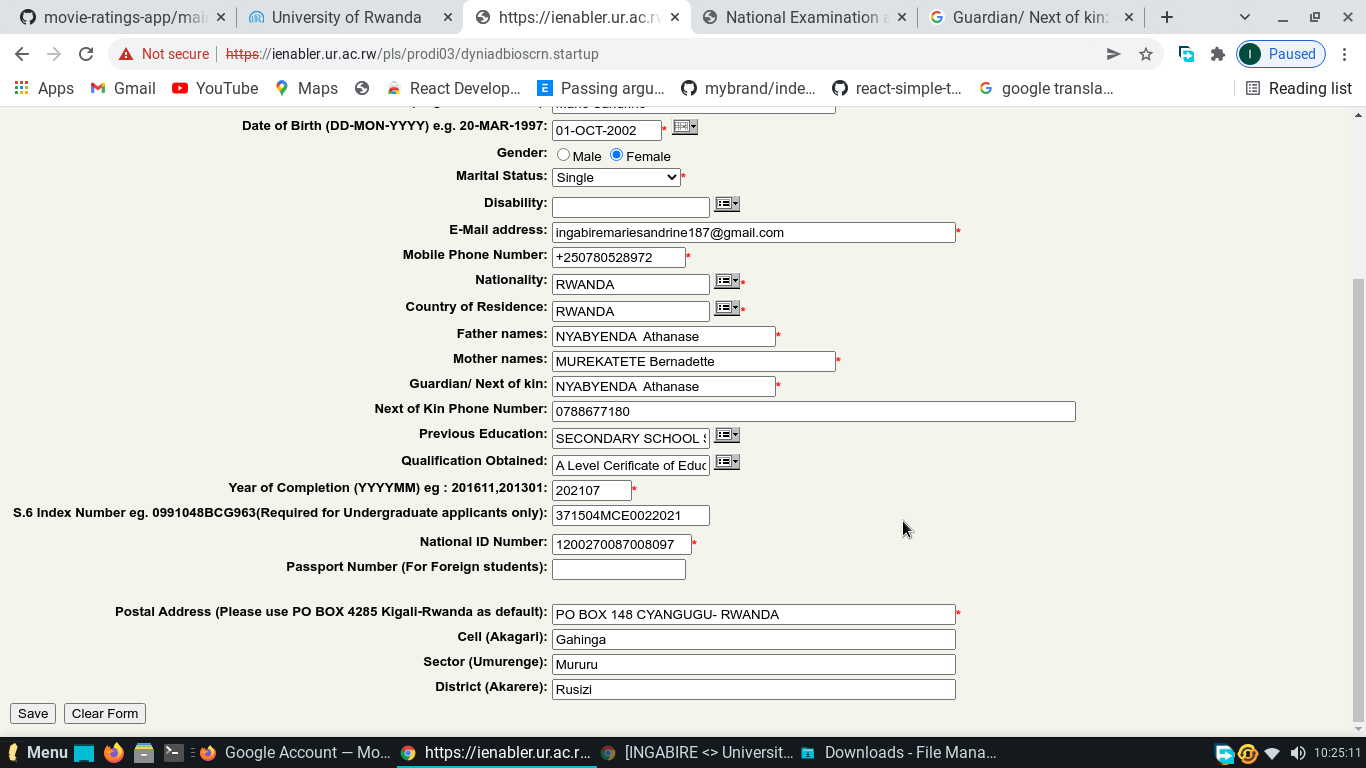 movie-ratings-app/mai
University of Rwanda
https://ienabler.ur.ac.rw
National Examination a
Guardian/ Next of kin:
Not secure
https://ienabler.ur.ac.rw/pls/prodi03/dyniadbioscrn.startup
I Paused
Apps
Gmail
YouTube
Maps
React Develop...
Passing argu...
mybrand/inde...
react-simple-t...
google transla...
Reading list
Date of Birth (DD-MON-YYYY) e.g. 20-MAR-1997: 01-OCT-2002 *
Gender: Male Female
Marital Status: Single *
Disability:
E-Mail address: ingabiremariesandrine187@gmail.com *
Mobile Phone Number: +250780528972 *
Nationality: RWANDA *
Country of Residence: RWANDA *
Father names: NYABYENDA  Athanase *
Mother names: MUREKATETE Bernadette *
Guardian/ Next of kin: NYABYENDA  Athanase *
Next of Kin Phone Number: 0788677180
Previous Education: SECONDARY SCHOOL S
Qualification Obtained: A Level Cerificate of Educ
Year of Completion (YYYYMM) eg : 201611,201301: 202107 *
S.6 Index Number eg. 0991048BCG963(Required for Undergraduate applicants only): 371504MCE0022021
National ID Number: 1200270087008097 *
Passport Number (For Foreign students):
Postal Address (Please use PO BOX 4285 Kigali-Rwanda as default): PO BOX 148 CYANGUGU- RWANDA *
Cell (Akagari): Gahinga
Sector (Umurenge): Mururu
District (Akarere): Rusizi
Save Clear Form
Menu
Google Account — Mo...
https://ienabler.ur.ac.r...
[INGABIRE <> Universit...
Downloads - File Mana...
10:25:11